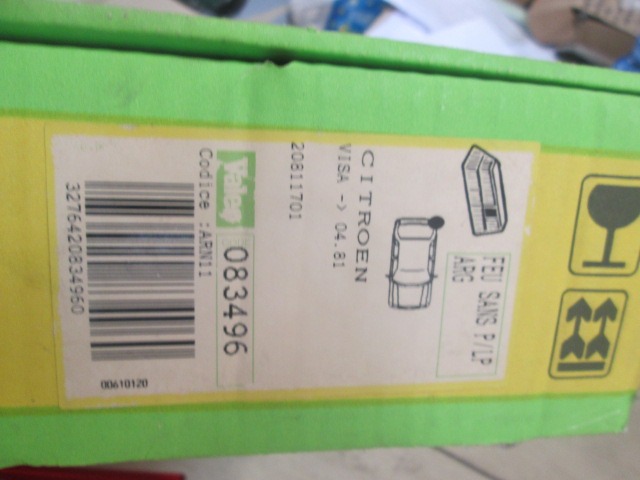 FEU SANS P/LP
ARG
CITROEN
VISA -> 04.81
20811701
Valeo 083496
Codice :ARN11
3276420834960
00610120